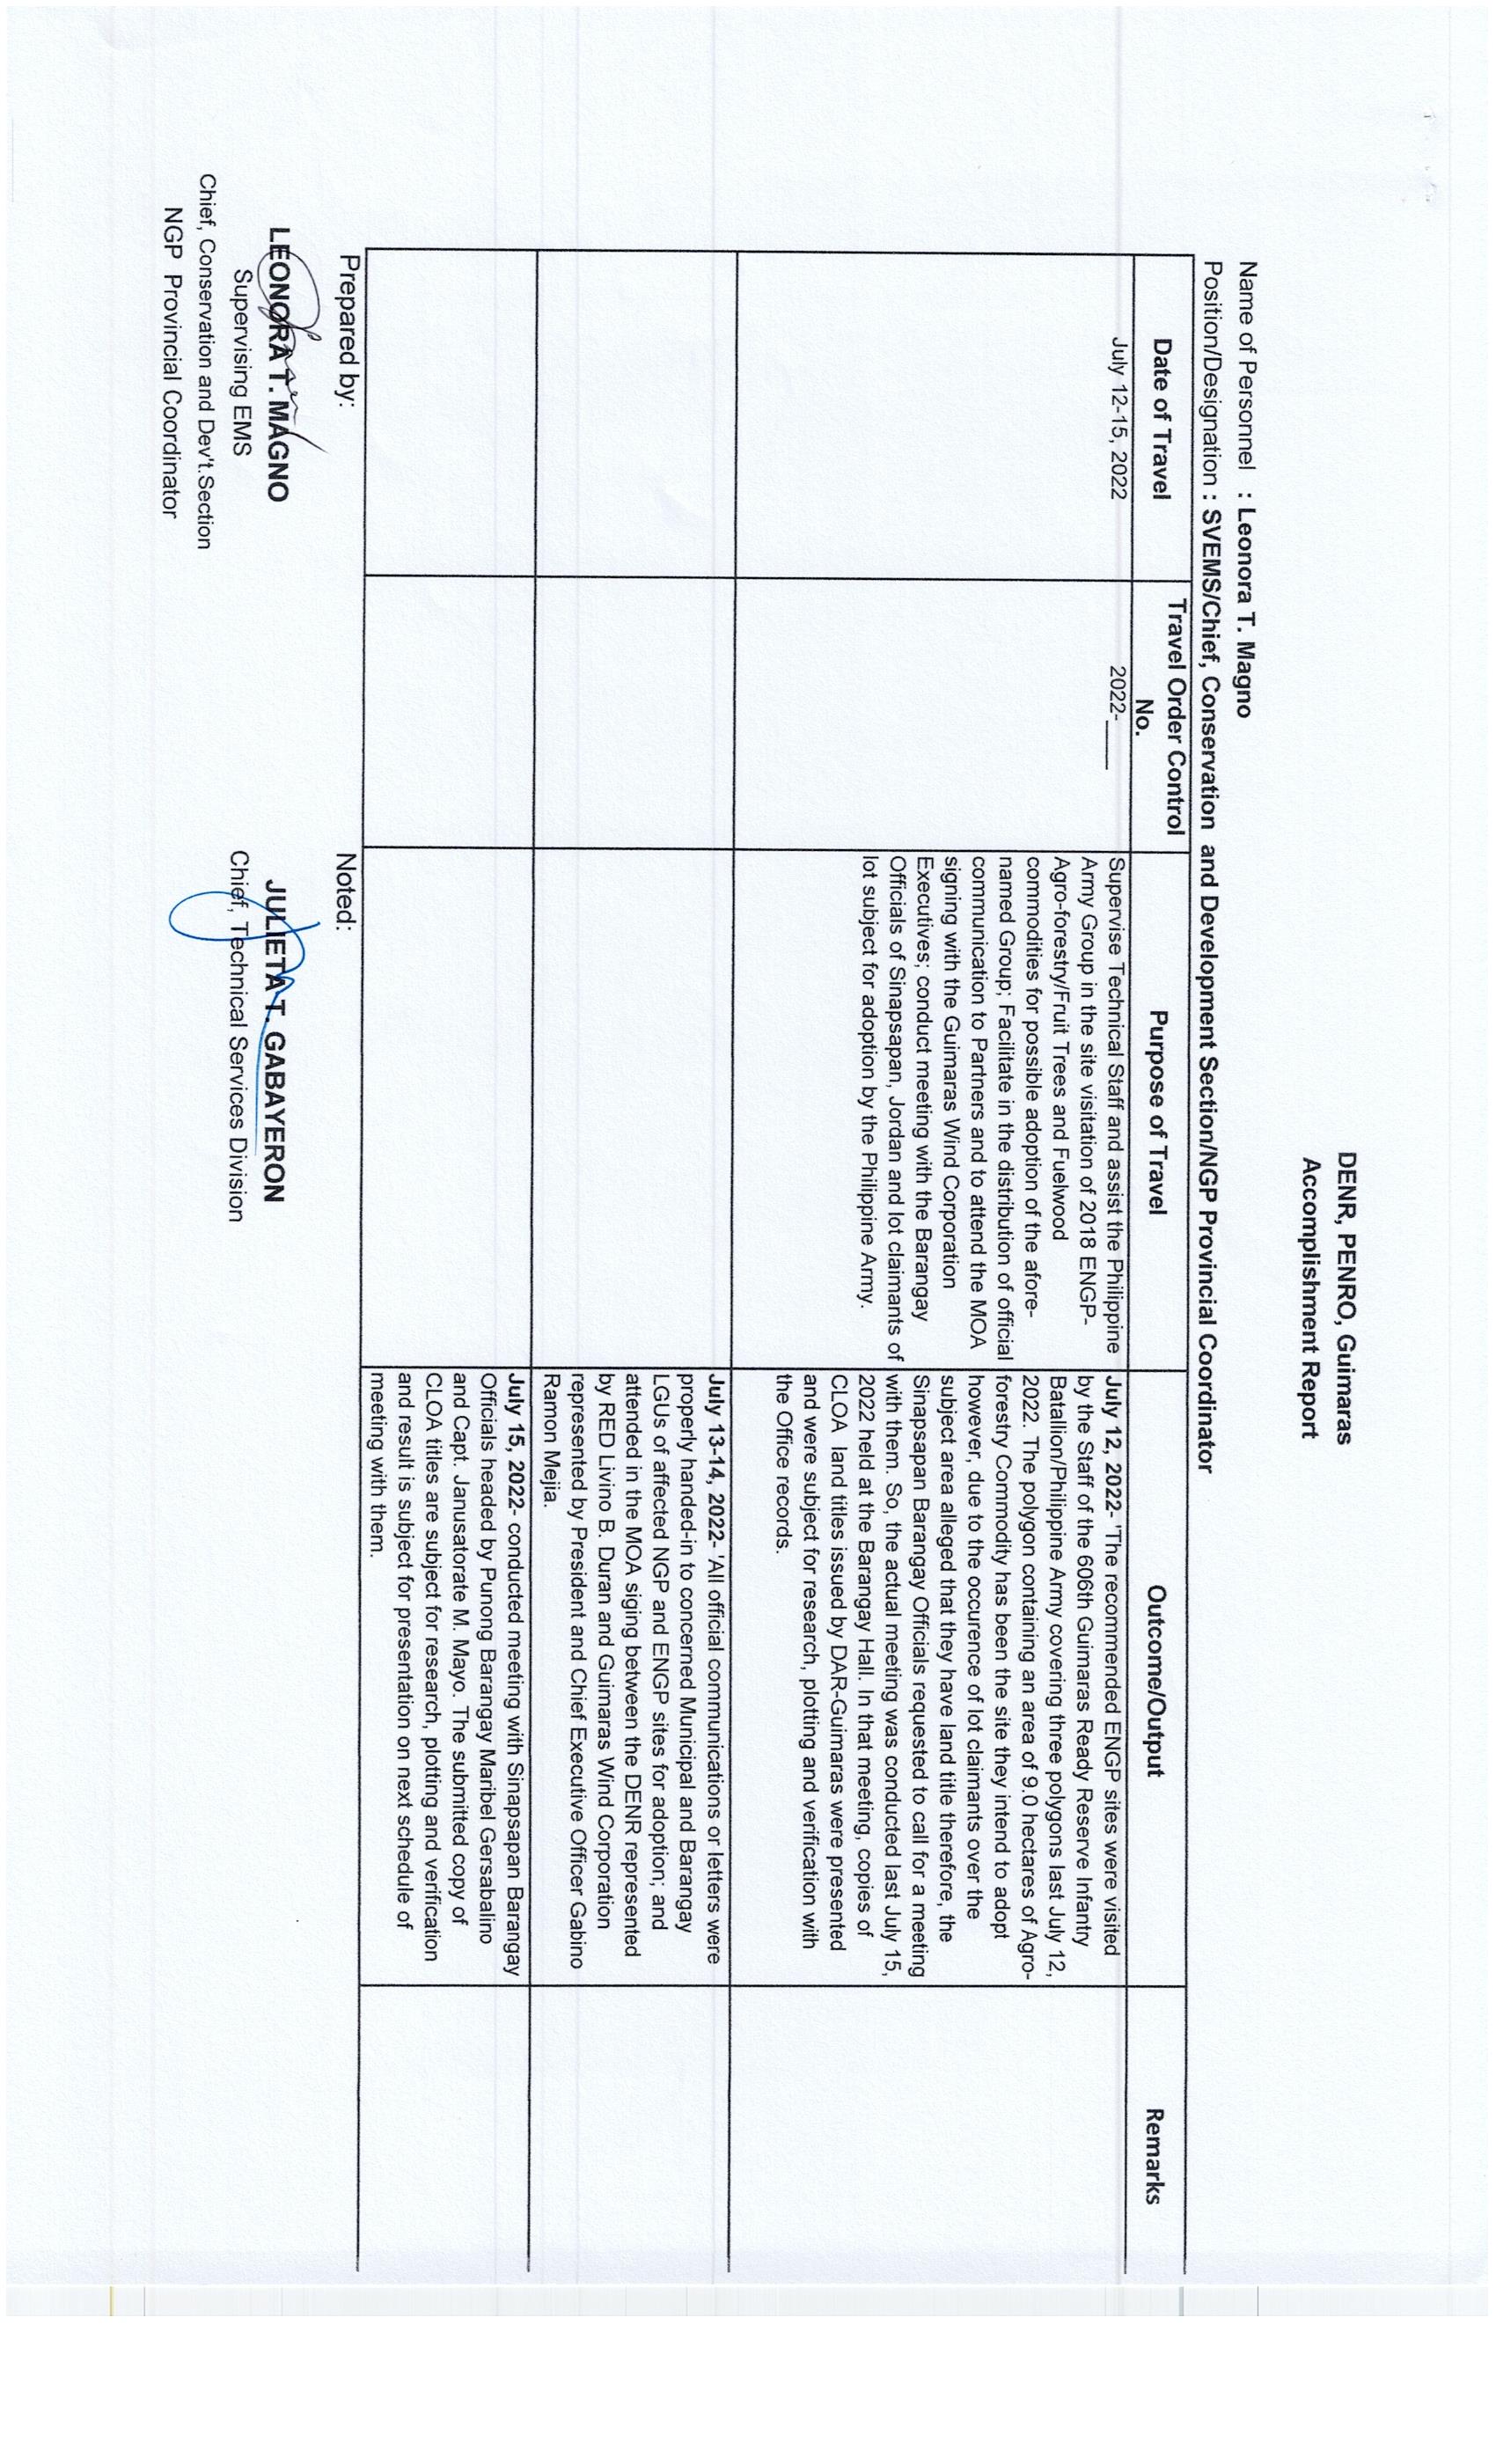 DENR, PENRO, Guimaras
Accomplishment Report
Name of Personnel : Leonora T. Magno
Position/Designation : SVEMS/Chief, Conservation and Development Section/NGP Provincial Coordinator
Date of Travel
Travel Order Control
No.
Purpose of Travel
Outcome/Output
Remarks
July 12-15, 2022
2022-_____
Supervise Technical Staff and assist the Philippine
Army Group in the site visitation of 2018 ENGP-
Agro-forestry/Fruit Trees and Fuelwood
commodities for possible adoption of the afore-
named Group; Facilitate in the distribution of official
communication to Partners and to attend the MOA
signing with the Guimaras Wind Corporation
Executives; conduct meeting with the Barangay
Officials of Sinapsapan, Jordan and lot claimants of
lot subject for adoption by the Philippine Army.
July 12, 2022- 'The recommended ENGP sites were visited
by the Staff of the 606th Guimaras Ready Reserve Infantry
Batallion/Philippine Army covering three polygons last July 12,
2022. The polygon containing an area of 9.0 hectares of Agro-
forestry Commodity has been the site they intend to adopt
however, due to the occurence of lot claimants over the
subject area alleged that they have land title therefore, the
Sinapsapan Barangay Officials requested to call for a meeting
with them. So, the actual meeting was conducted last July 15,
2022 held at the Barangay Hall. In that meeting, copies of
CLOA land titles issued by DAR-Guimaras were presented
and were subject for research, plotting and verification with
the Office records.
July 13-14, 2022- 'All official communications or letters were
properly handed-in to concerned Municipal and Barangay
LGUs of affected NGP and ENGP sites for adoption; and
attended in the MOA siging between the DENR represented
by RED Livino B. Duran and Guimaras Wind Corporation
represented by President and Chief Executive Officer Gabino
Ramon Mejia.
July 15, 2022- conducted meeting with Sinapsapan Barangay
Officials headed by Punong Barangay Maribel Gersabalino
and Capt. Janusatorate M. Mayo. The submitted copy of
CLOA titles are subject for research, plotting and verification
and result is subject for presentation on next schedule of
meeting with them.
Prepared by:
LEONORA T. MAGNO
Supervising EMS
Chief, Conservation and Dev't.Section
NGP Provincial Coordinator
Noted:
JULIETA T. GABAYERON
Chief, Technical Services Division